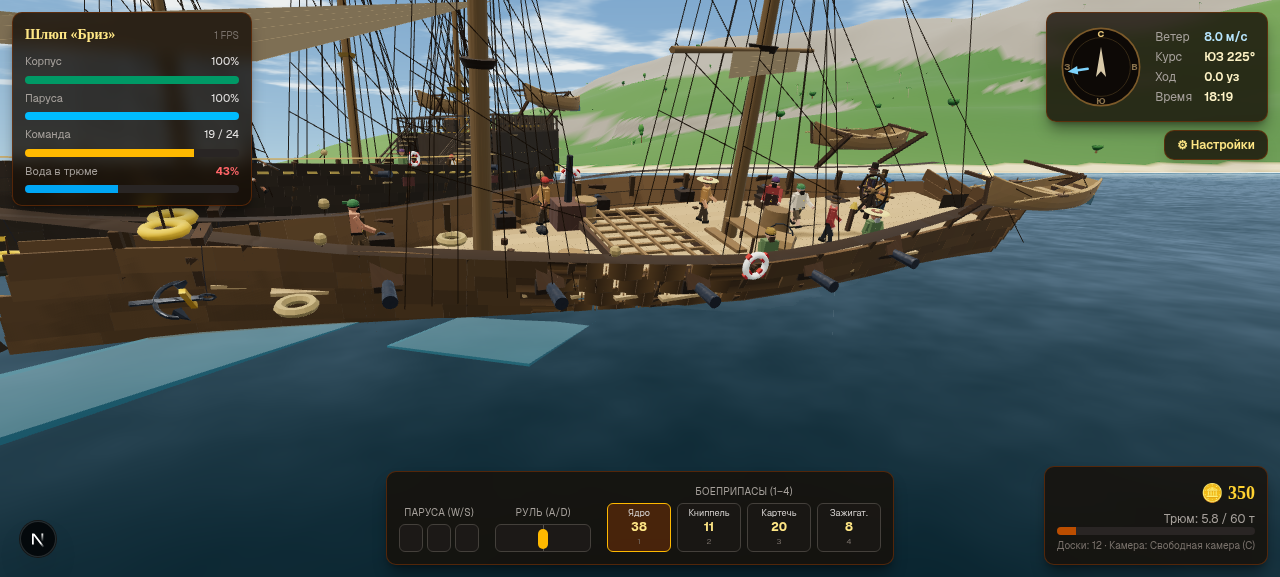 Шлюп «Бриз» 1 FPS
Корпус 100%
Паруса 100%
Команда 19 / 24
Вода в трюме 43%
С
З В
Ю
Ветер 8.0 м/с
Курс ЮЗ 225°
Ход 0.0 уз
Время 18:19
⚙ Настройки
БОЕПРИПАСЫ (1–4)
ПАРУСА (W/S) РУЛЬ (A/D)
Ядро Книппель Картечь Зажигат.
38 11 20 8
1 2 3 4
🪙 350
Трюм: 5.8 / 60 т
Доски: 12 · Камера: Свободная камера (C)
N